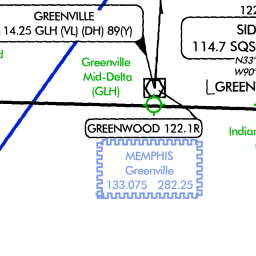 GREENVILLE
14.25 GLH (VL) (DH) 89(Y)
122
SID
114.7 SQS
N33°
W90°
GREEN
Greenville
Mid-Delta
(GLH)
d
GREENWOOD 122.1R
India
MEMPHIS
Greenville
133.075 282.25